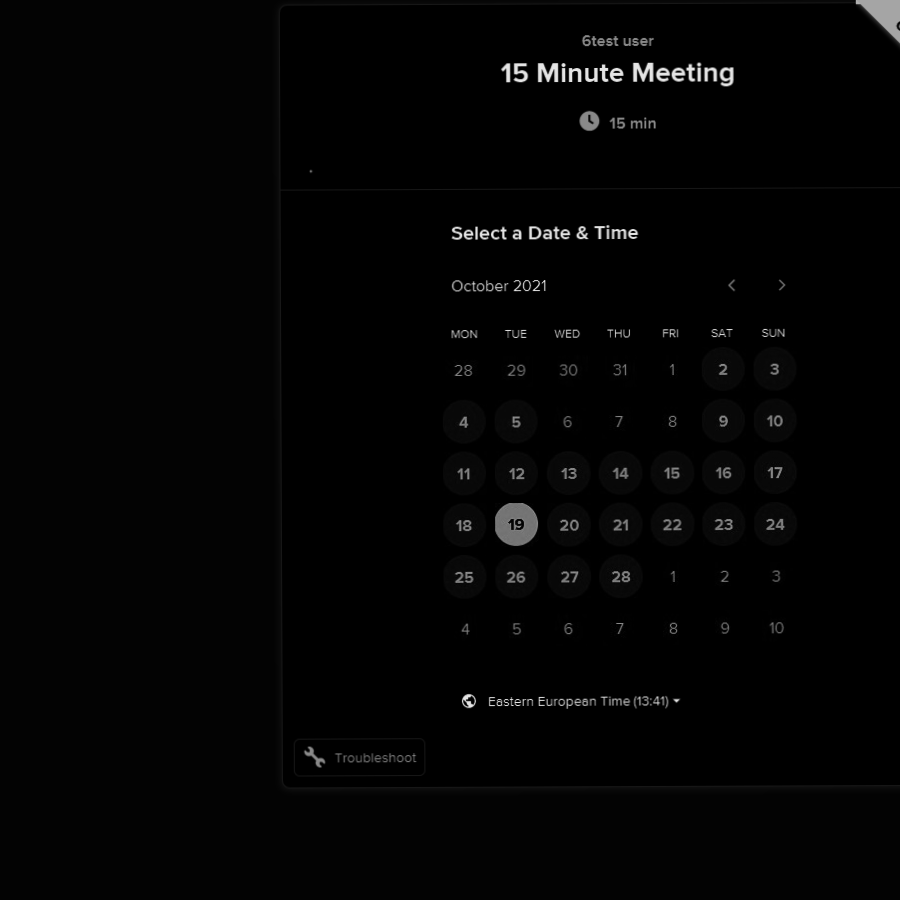 6test user
15 Minute Meeting
15 min
Select a Date & Time
October 2021
MON TUE WED THU FRI SAT SUN
28 29 30 31 1 2 3
4 5 6 7 8 9 10
11 12 13 14 15 16 17
18 19 20 21 22 23 24
25 26 27 28 1 2 3
4 5 6 7 8 9 10
Eastern European Time (13:41)
Troubleshoot